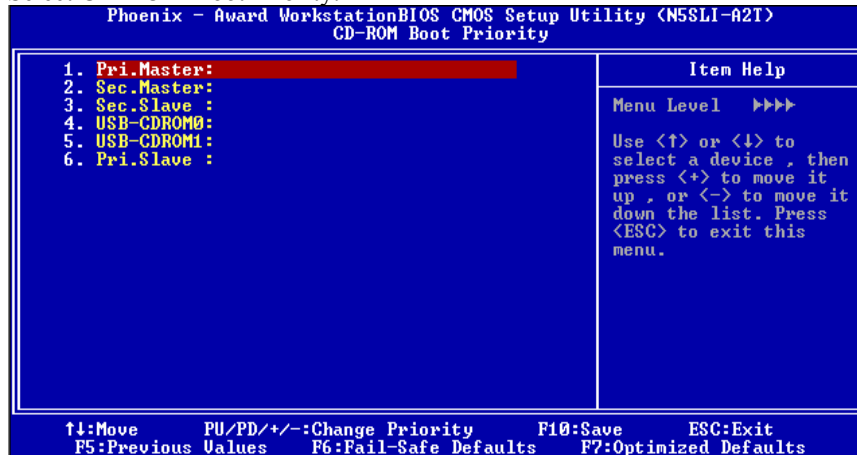 Phoenix - Award WorkstationBIOS CMOS Setup Utility (N5SLI-A2T)
CD-ROM Boot Priority
1. Pri.Master:
2. Sec.Master:
3. Sec.Slave :
4. USB-CDROM0:
5. USB-CDROM1:
6. Pri.Slave :
Item Help
Menu Level ▶▶▶▶
Use <↑> or <↓> to
select a device , then
press <+> to move it
up , or <-> to move it
down the list. Press
<ESC> to exit this
menu.
↑↓:Move PU/PD/+/-:Change Priority F10:Save ESC:Exit
F5:Previous Values F6:Fail-Safe Defaults F7:Optimized Defaults